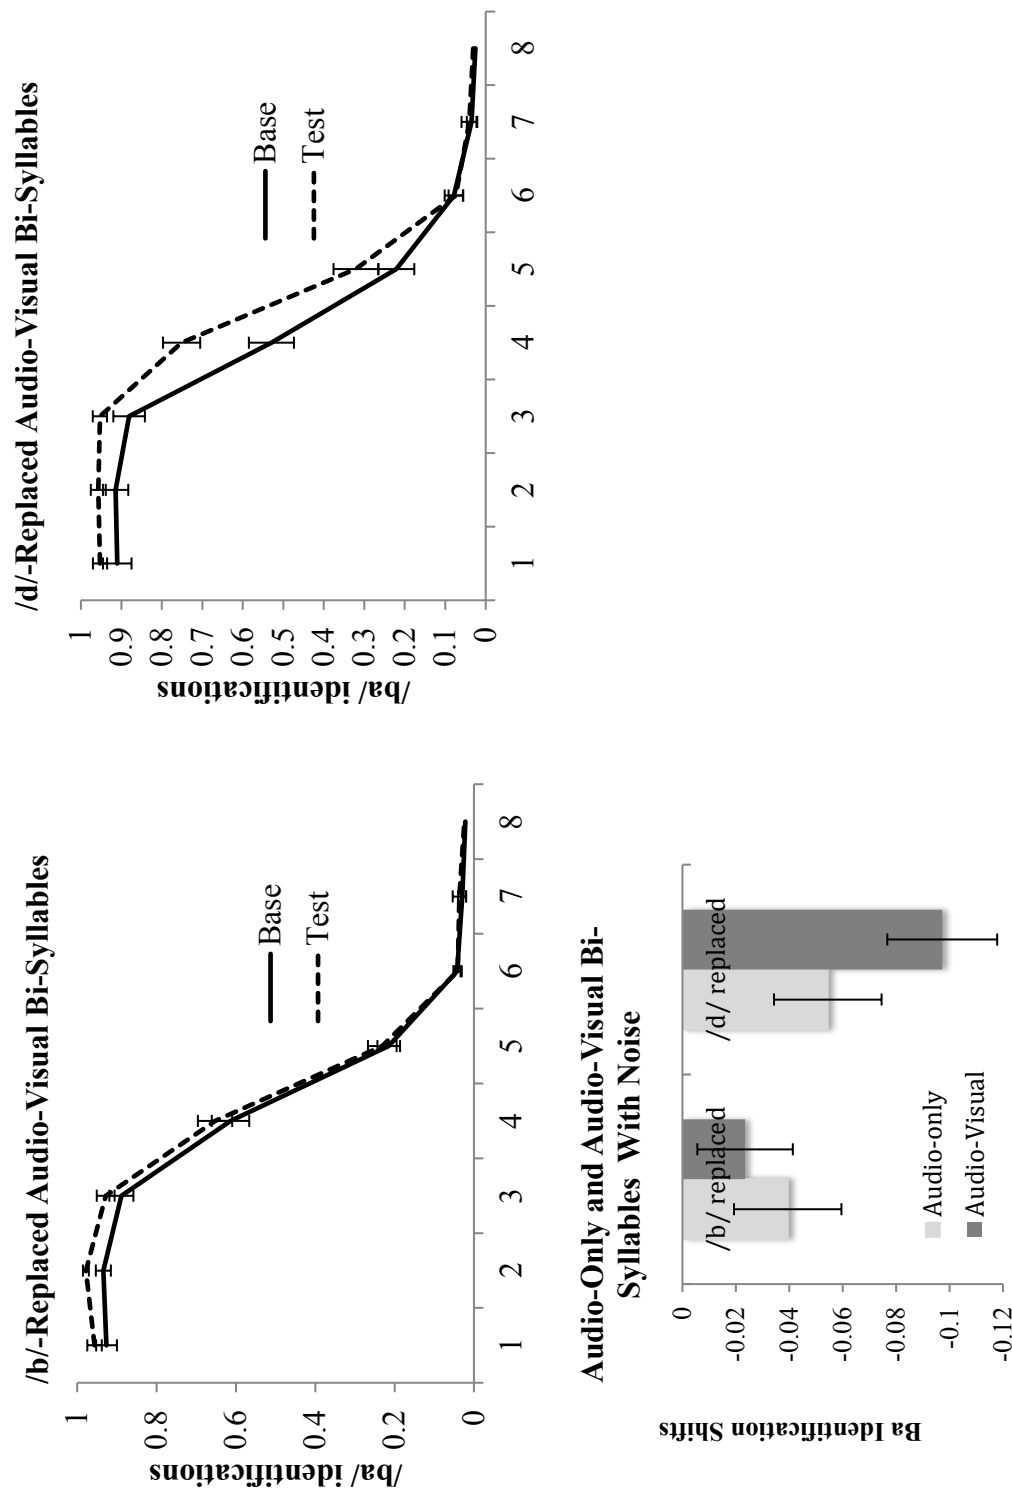 /b/-Replaced Audio-Visual Bi-Syllables
/ba/ identifications
1
0.8
0.6
0.4
0.2
0
1 2 3 4 5 6 7 8
Base
Test
/d/-Replaced Audio-Visual Bi-Syllables
/ba/ identifications
1
0.9
0.8
0.7
0.6
0.5
0.4
0.3
0.2
0.1
0
1 2 3 4 5 6 7 8
Base
Test
Audio-Only and Audio-Visual Bi-
Syllables With Noise
Ba Identification Shifts
0
-0.02
-0.04
-0.06
-0.08
-0.1
-0.12
/b/ replaced
/d/ replaced
Audio-only
Audio-Visual